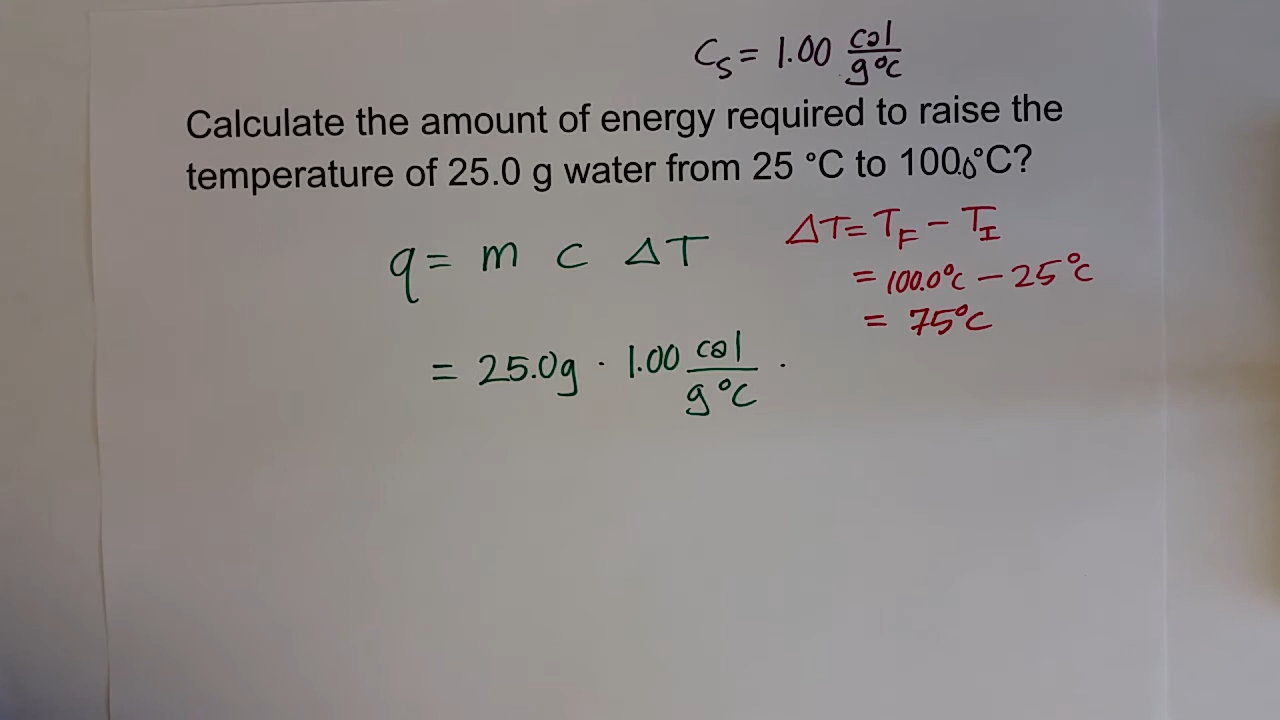 Cs = 1.00 cal/g°C
Calculate the amount of energy required to raise the
temperature of 25.0 g water from 25 °C to 100.0°C?
q = m c ΔT
ΔT = TF − TI
= 100.0°C − 25°C
= 75°C
= 25.0g · 1.00 cal/g°C ·